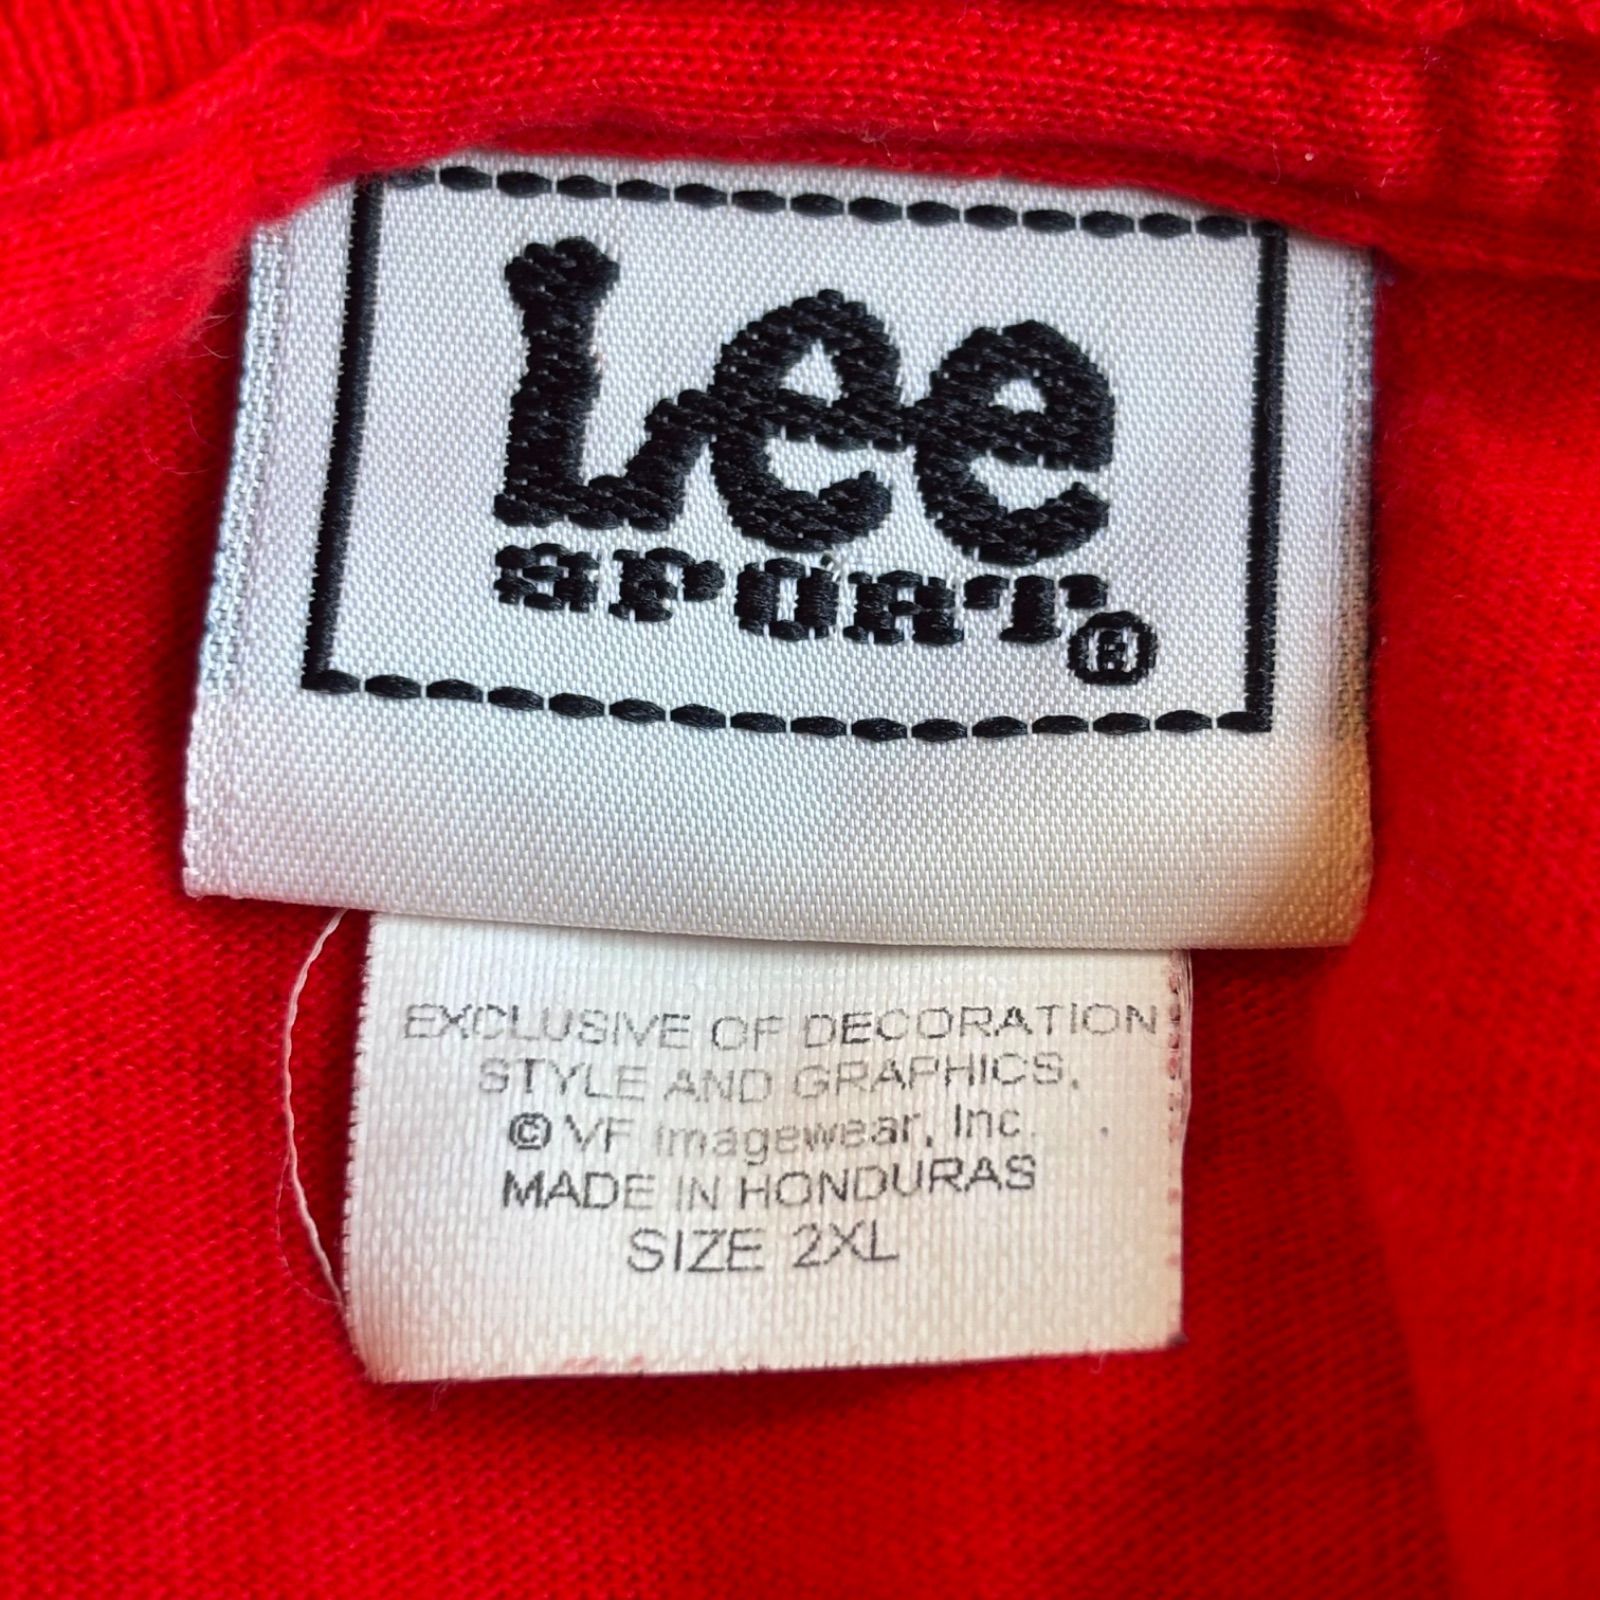 Lee
SPORT®
EXCLUSIVE OF DECORATION
STYLE AND GRAPHICS.
© VF Imagewear, Inc.
MADE IN HONDURAS
SIZE 2XL